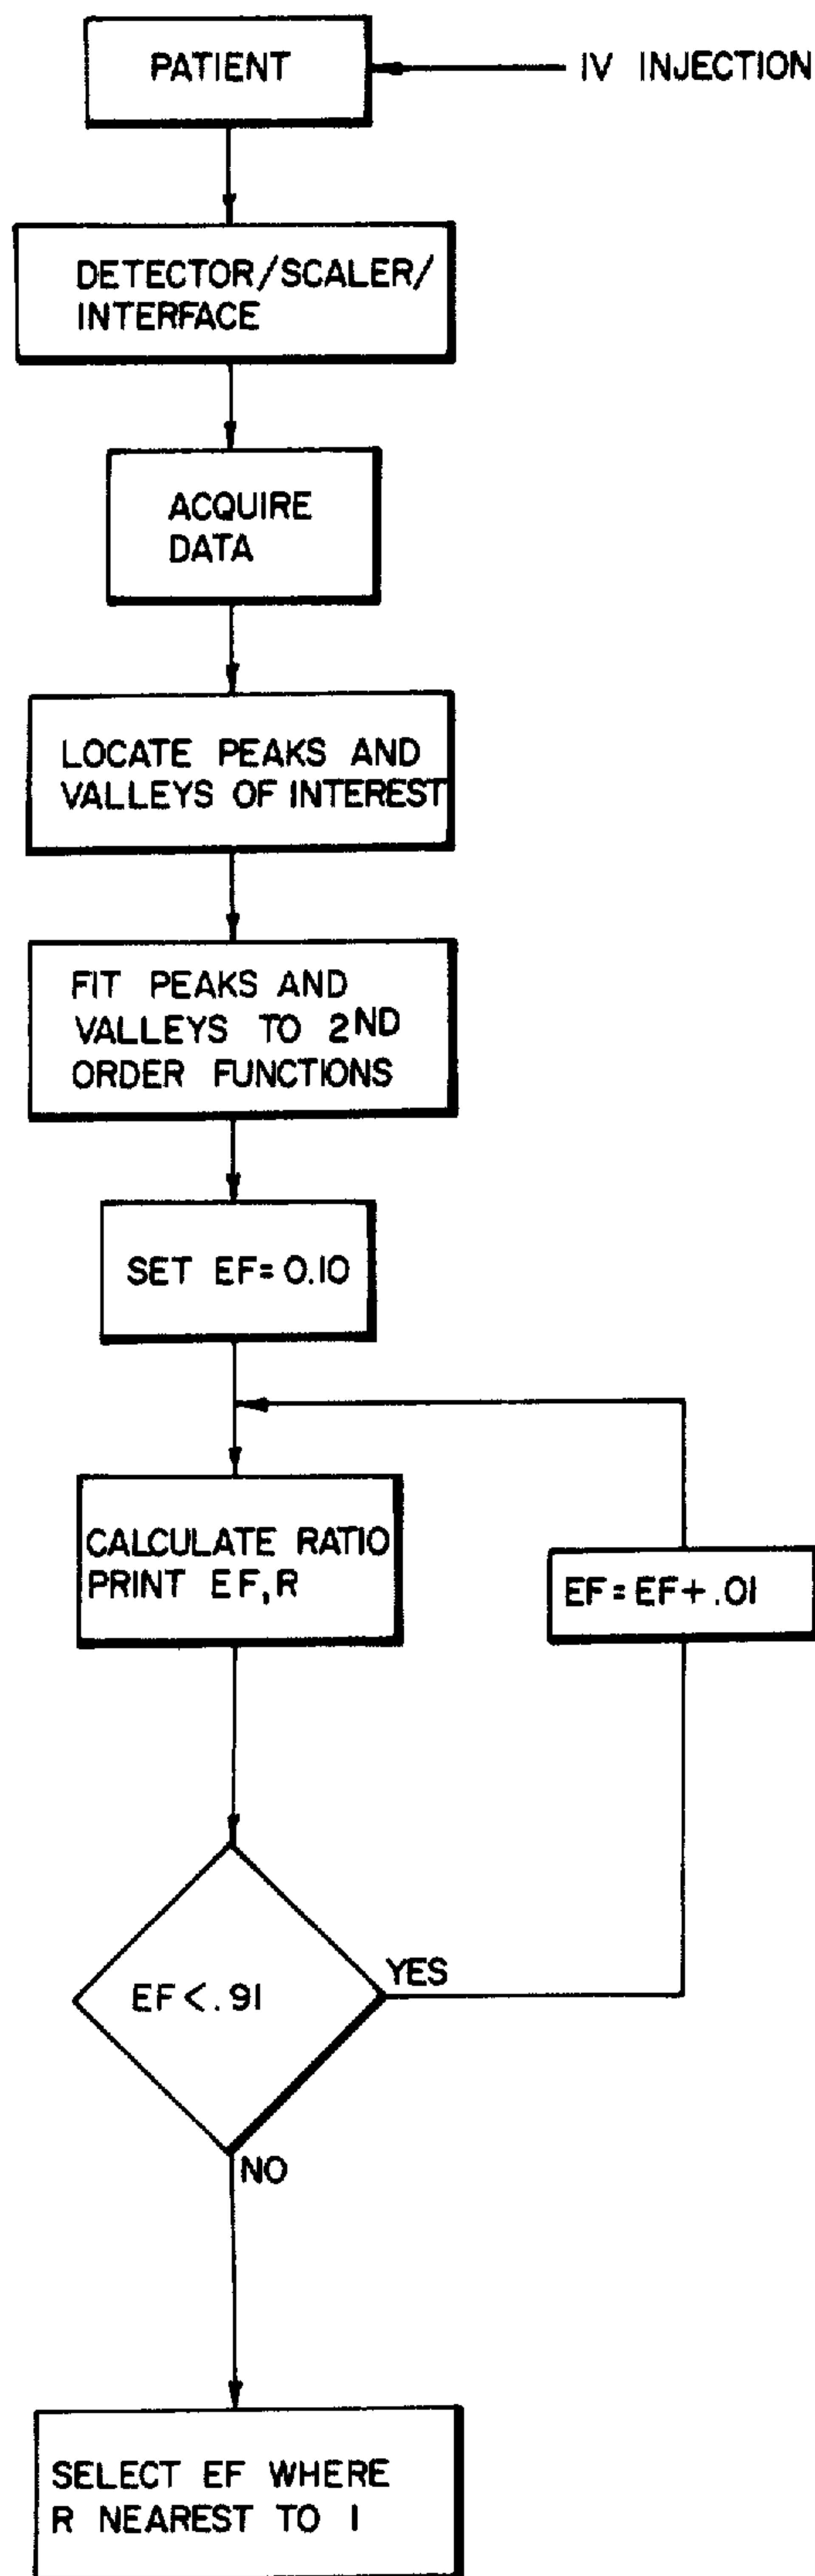 PATIENT
IV INJECTION
DETECTOR/SCALER/
INTERFACE
ACQUIRE
DATA
LOCATE PEAKS AND
VALLEYS OF INTEREST
FIT PEAKS AND
VALLEYS TO 2ND
ORDER FUNCTIONS
SET EF=0.10
CALCULATE RATIO
PRINT EF,R
EF=EF+.01
EF<.91
YES
NO
SELECT EF WHERE
R NEAREST TO 1